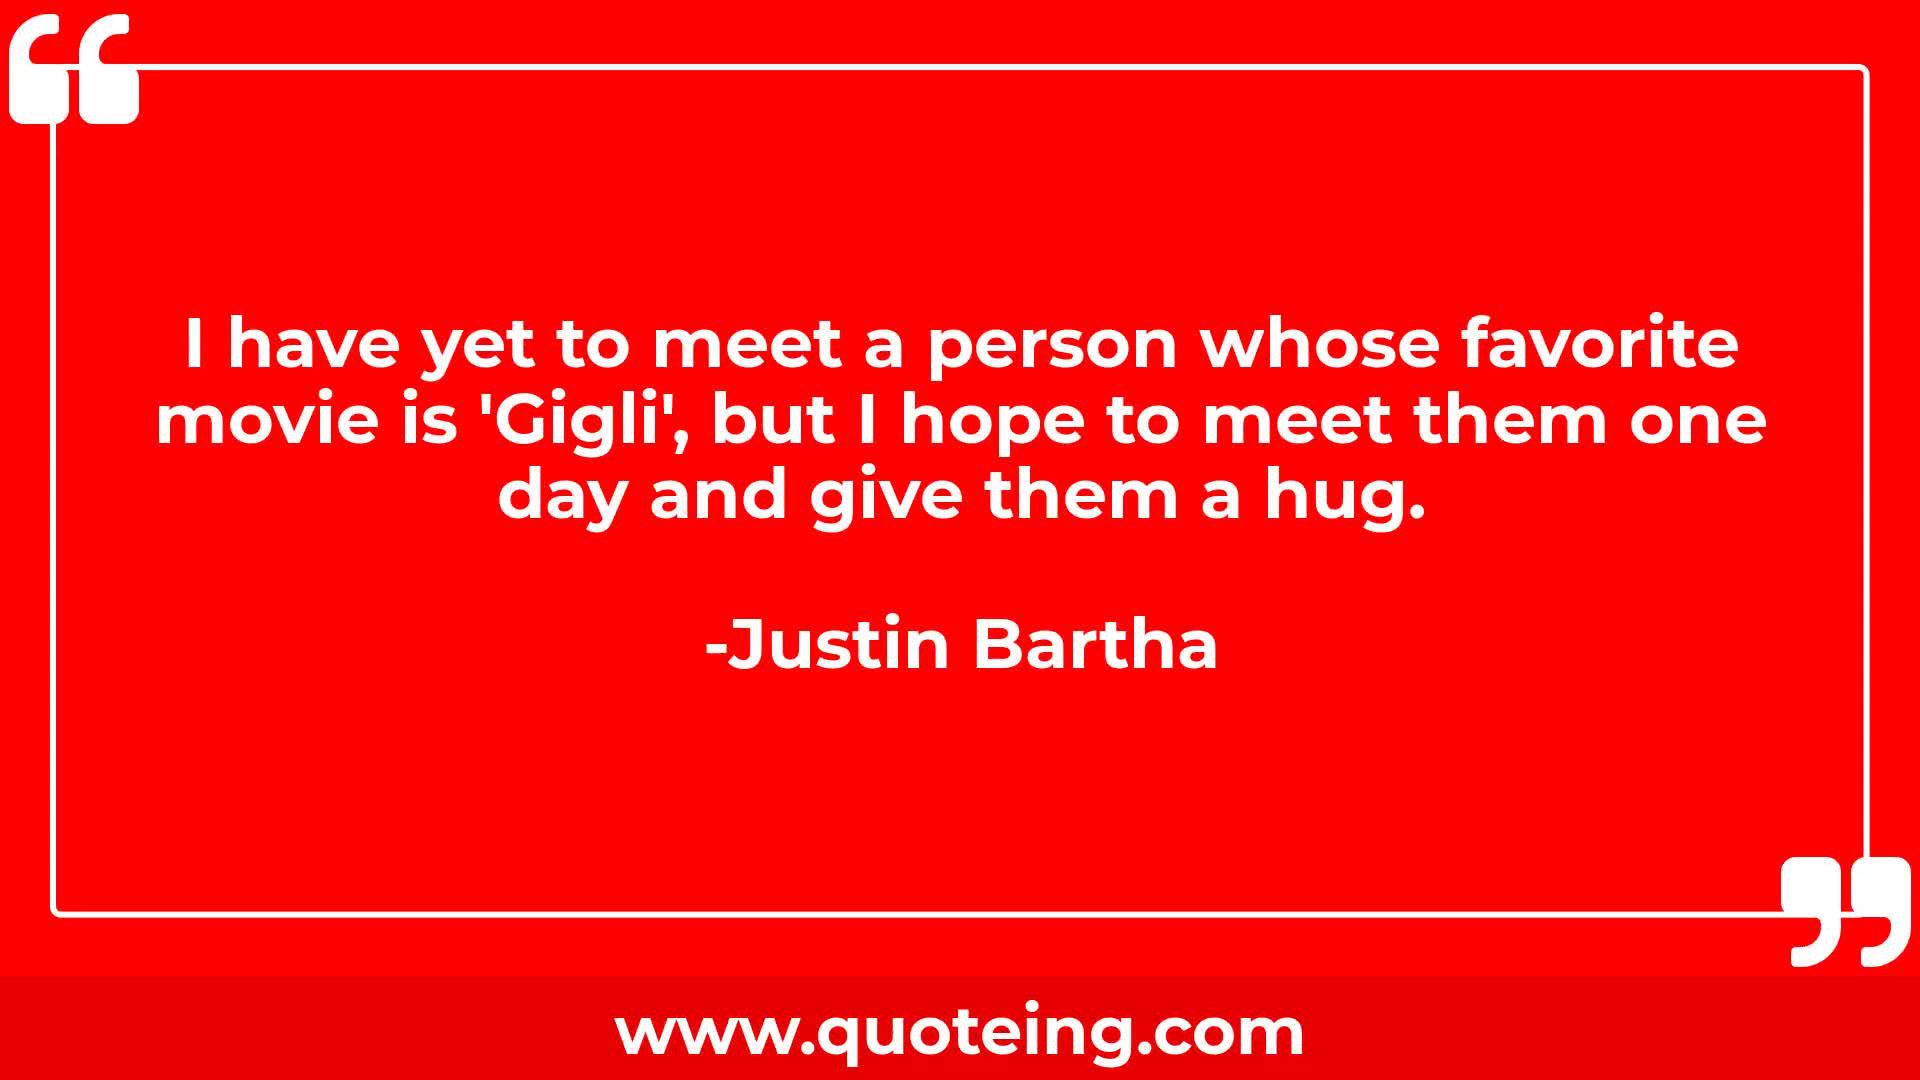 I have yet to meet a person whose favorite
movie is 'Gigli', but I hope to meet them one
day and give them a hug.
-Justin Bartha
www.quoteing.com